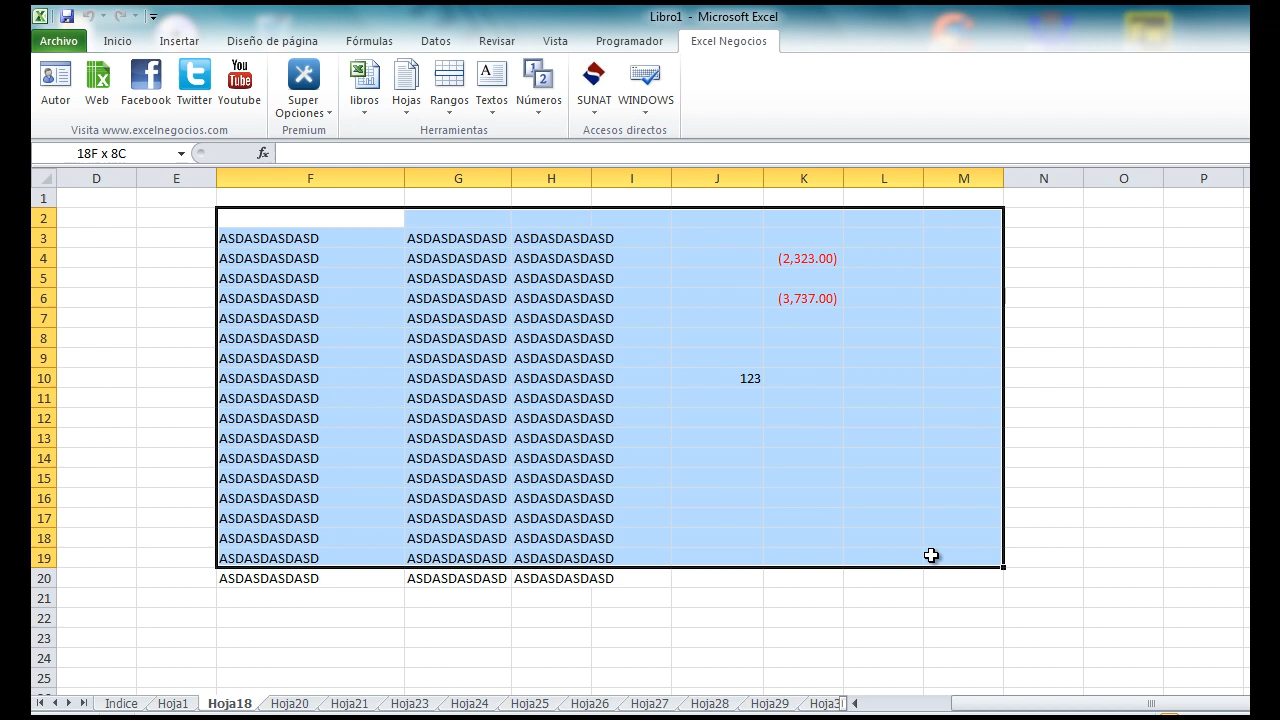 Libro1 - Microsoft Excel
Archivo Inicio Insertar Diseño de página Fórmulas Datos Revisar Vista Programador Excel Negocios
You
Tube
Autor Web Facebook Twitter Youtube Super Opciones libros Hojas Rangos Textos Números SUNAT WINDOWS
Visita www.excelnegocios.com Premium Herramientas Accesos directos
18F x 8C fx
D E F G H I J K L M N O P
1
2
3 ASDASDASDASD ASDASDASDASD ASDASDASDASD
4 ASDASDASDASD ASDASDASDASD ASDASDASDASD (2,323.00)
5 ASDASDASDASD ASDASDASDASD ASDASDASDASD
6 ASDASDASDASD ASDASDASDASD ASDASDASDASD (3,737.00)
7 ASDASDASDASD ASDASDASDASD ASDASDASDASD
8 ASDASDASDASD ASDASDASDASD ASDASDASDASD
9 ASDASDASDASD ASDASDASDASD ASDASDASDASD
10 ASDASDASDASD ASDASDASDASD ASDASDASDASD 123
11 ASDASDASDASD ASDASDASDASD ASDASDASDASD
12 ASDASDASDASD ASDASDASDASD ASDASDASDASD
13 ASDASDASDASD ASDASDASDASD ASDASDASDASD
14 ASDASDASDASD ASDASDASDASD ASDASDASDASD
15 ASDASDASDASD ASDASDASDASD ASDASDASDASD
16 ASDASDASDASD ASDASDASDASD ASDASDASDASD
17 ASDASDASDASD ASDASDASDASD ASDASDASDASD
18 ASDASDASDASD ASDASDASDASD ASDASDASDASD
19 ASDASDASDASD ASDASDASDASD ASDASDASDASD
20 ASDASDASDASD ASDASDASDASD ASDASDASDASD
21
22
23
24
25
Indice Hoja1 Hoja18 Hoja20 Hoja21 Hoja23 Hoja24 Hoja25 Hoja26 Hoja27 Hoja28 Hoja29